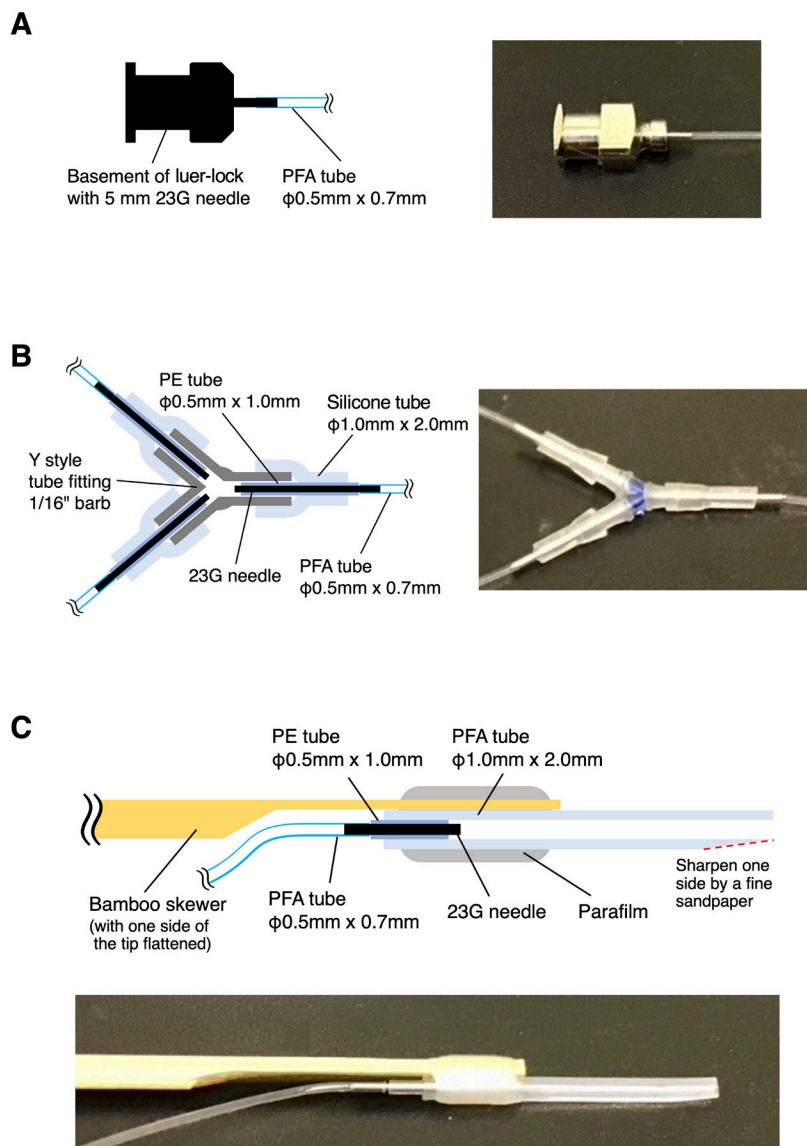 A
Basement of luer-lock
with 5 mm 23G needle
PFA tube
ϕ0.5mm x 0.7mm
B
PE tube
ϕ0.5mm x 1.0mm
Silicone tube
ϕ1.0mm x 2.0mm
Y style
tube fitting
1/16" barb
23G needle
PFA tube
ϕ0.5mm x 0.7mm
C
PE tube
ϕ0.5mm x 1.0mm
PFA tube
ϕ1.0mm x 2.0mm
Bamboo skewer
(with one side of
the tip flattened)
PFA tube
ϕ0.5mm x 0.7mm
23G needle
Parafilm
Sharpen one
side by a fine
sandpaper